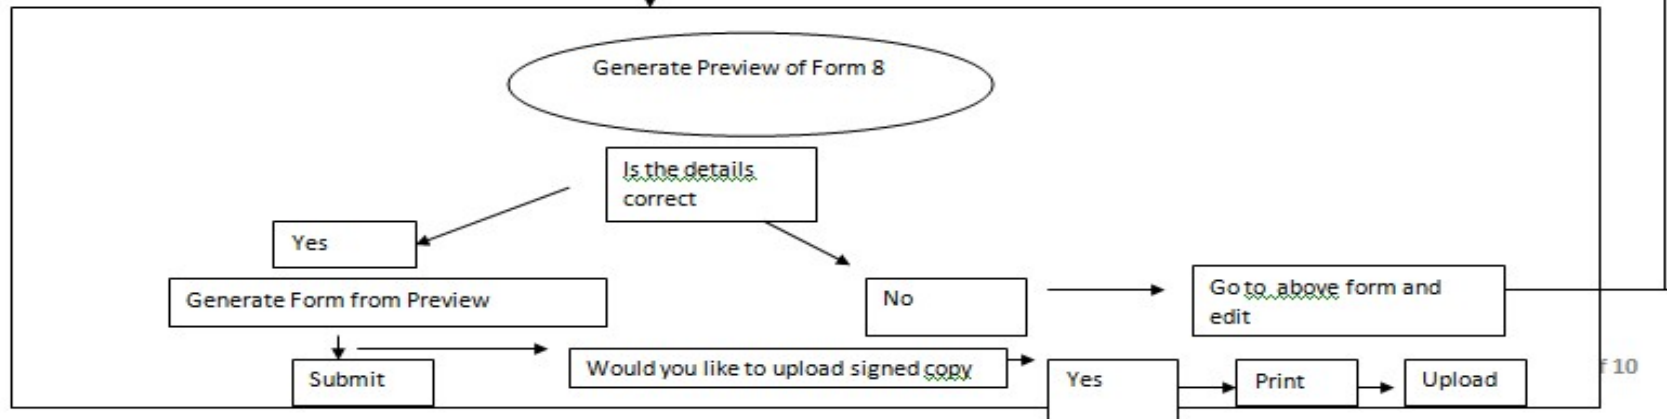 Generate Preview of Form 8
Is the details
correct
Yes
Generate Form from Preview
No
Go to above form and
edit
Submit
Would you like to upload signed copy
Yes
Print
Upload
f 10